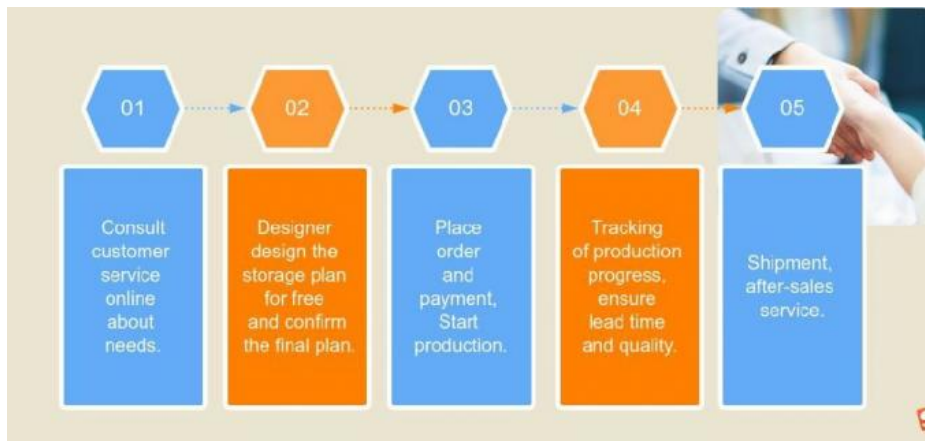 01
02
03
04
05
Consult
customer
service
online
about
needs.
Designer
design the
storage plan
for free
and confirm
the final plan.
Place
order
and
payment,
Start
production.
Tracking
of production
progress,
ensure
lead time
and quality.
Shipment,
after-sales
service.